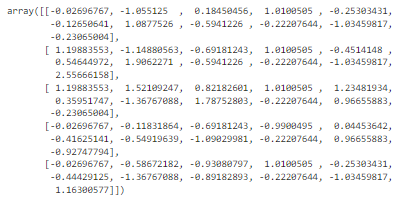 array([[-0.02696767, -1.055125  ,  0.18450456,  1.0100505 , -0.25303431,
        -0.12650641,  1.0877526 , -0.5941226 , -0.22207644, -1.03459817,
        -0.23065004],
       [ 1.19883553, -1.14880563, -0.69181243,  1.0100505 , -0.4514148 ,
         0.54644972,  1.9062271 , -0.5941226 , -0.22207644, -1.03459817,
         2.55666158],
       [ 1.19883553,  1.52109247,  0.82182601,  1.0100505 ,  1.23481934,
         0.35951747, -1.36767088,  1.78752803, -0.22207644,  0.96655883,
        -0.23065004],
       [-0.02696767, -0.11831864, -0.69181243, -0.9900495 ,  0.04453642,
        -0.41625141, -0.54919639, -1.09029981, -0.22207644,  0.96655883,
        -0.92747794],
       [-0.02696767, -0.58672182, -0.93080797,  1.0100505 , -0.25303431,
        -0.44429125, -1.36767088, -0.89182893, -0.22207644, -1.03459817,
         1.16300577]])